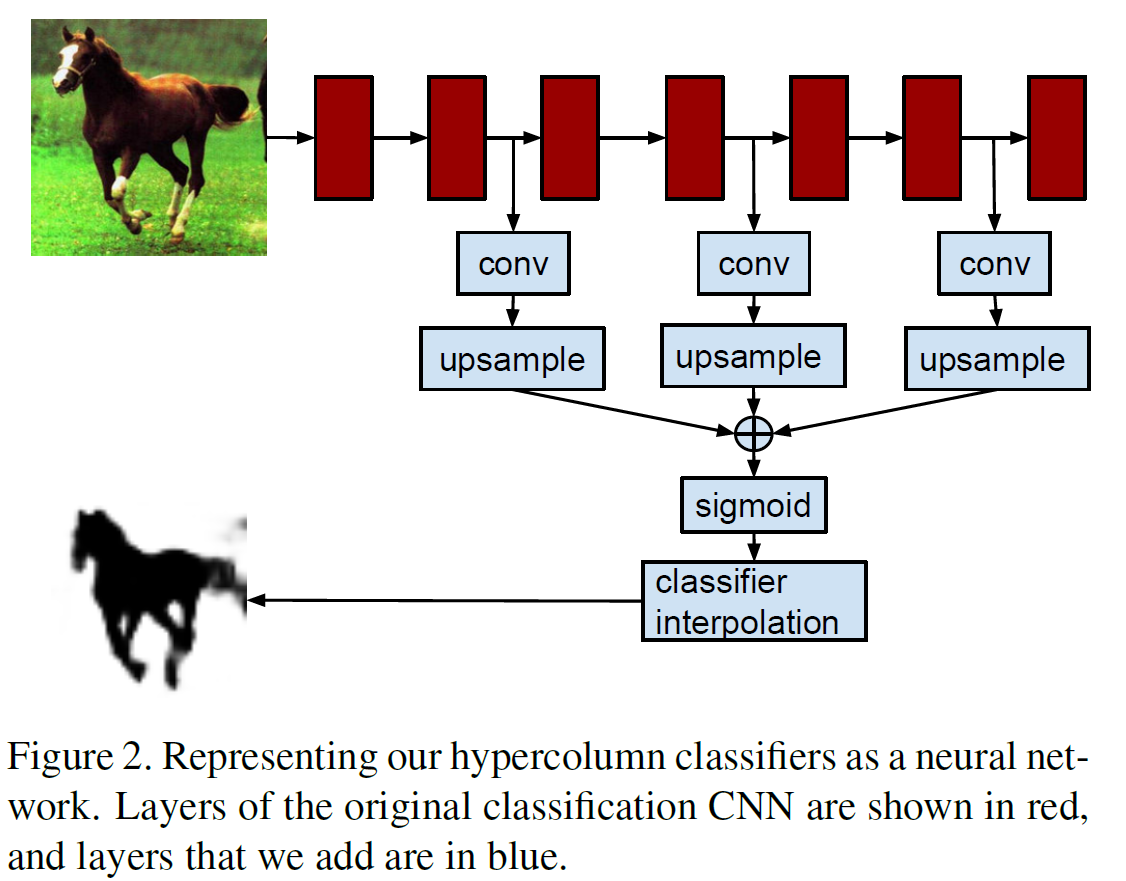 conv
conv
conv
upsample
upsample
upsample
sigmoid
classifier
interpolation
Figure 2. Representing our hypercolumn classifiers as a neural net-
work. Layers of the original classification CNN are shown in red,
and layers that we add are in blue.